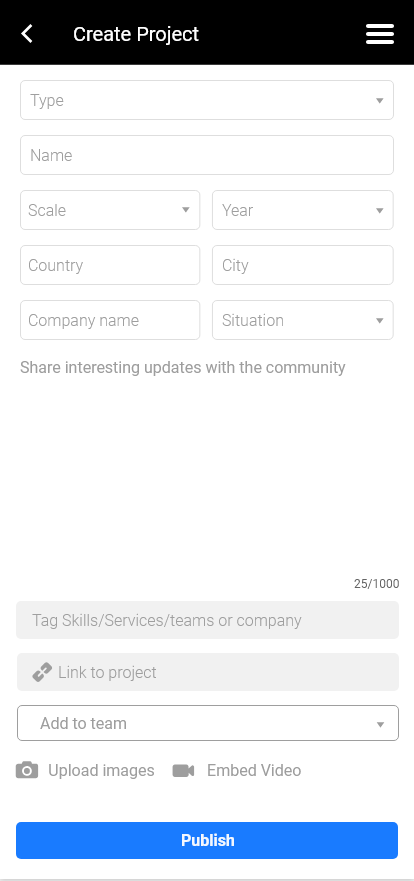 Create Project
Type
Name
Scale
Year
Country
City
Company name
Situation
Share interesting updates with the community
25/1000
Tag Skills/Services/teams or company
Link to project
Add to team
Upload images
Embed Video
Publish